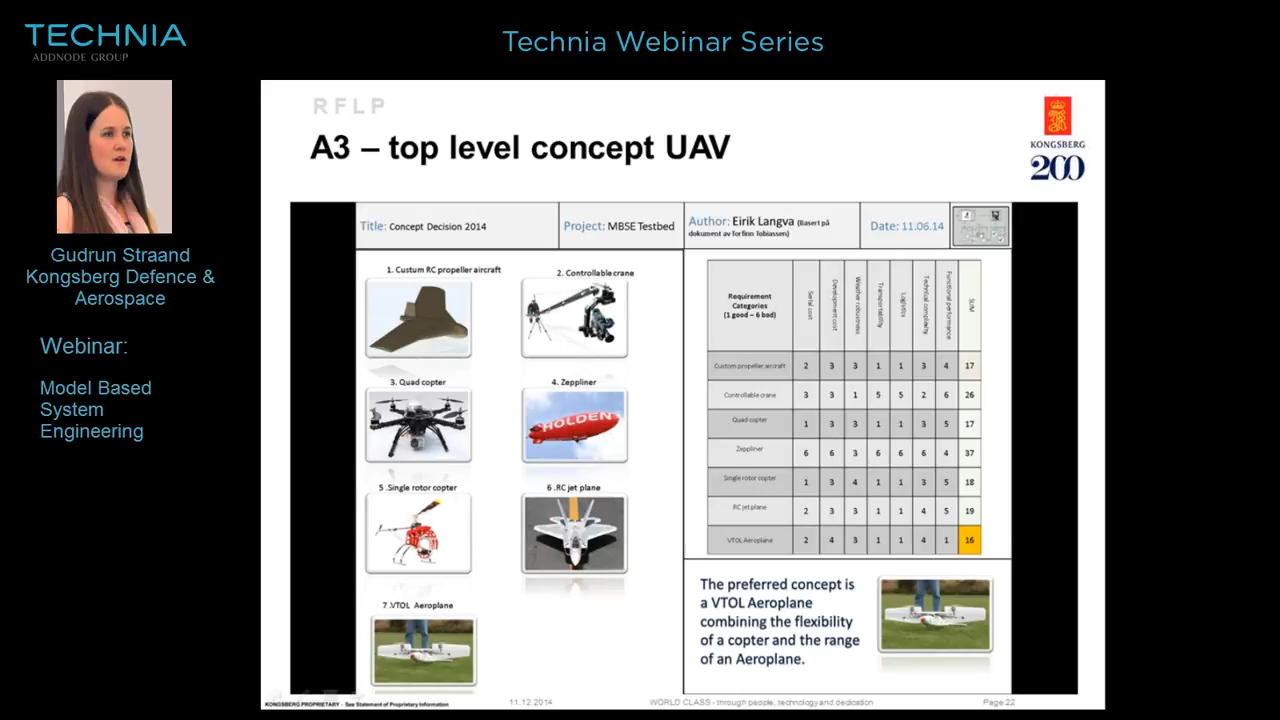 TECHNIA
ADDNODE GROUP
Technia Webinar Series
Gudrun Straand
Kongsberg Defence &
Aerospace
Webinar:
Model Based
System
Engineering
RFLP
A3 – top level concept UAV
KONGSBERG
200
Title: Concept Decision 2014
Project: MBSE Testbed
Author: Eirik Langva (Basert på
dokument av Torfinn Tobiassen)
Date: 11.06.14
1. Custum RC propeller aircraft
2. Controllable crane
3. Quad copter
4. Zeppliner
HOLDEN
5 .Single rotor copter
6 .RC jet plane
7 .VTOL Aeroplane
Requirement Categories (1 good – 6 bad) Serial cost Development cost Weather robustness Transportability Logistics Technical complexity Functional performance SUM
Custom propeller aircraft 2 3 3 1 1 3 4 17
Controllable crane 3 3 1 5 5 2 6 26
Quad copter 1 3 3 1 1 3 5 17
Zeppliner 6 6 3 6 6 6 4 37
Single rotor copter 1 3 4 1 1 3 5 18
RC jet plane 2 3 3 1 1 4 5 19
VTOL Aeroplane 2 4 3 1 1 4 1 16
The preferred concept is
a VTOL Aeroplane
combining the flexibility
of a copter and the range
of an Aeroplane.
KONGSBERG PROPRIETARY - See Statement of Proprietary Information
11.12.2014
WORLD CLASS - through people, technology and dedication
Page 22